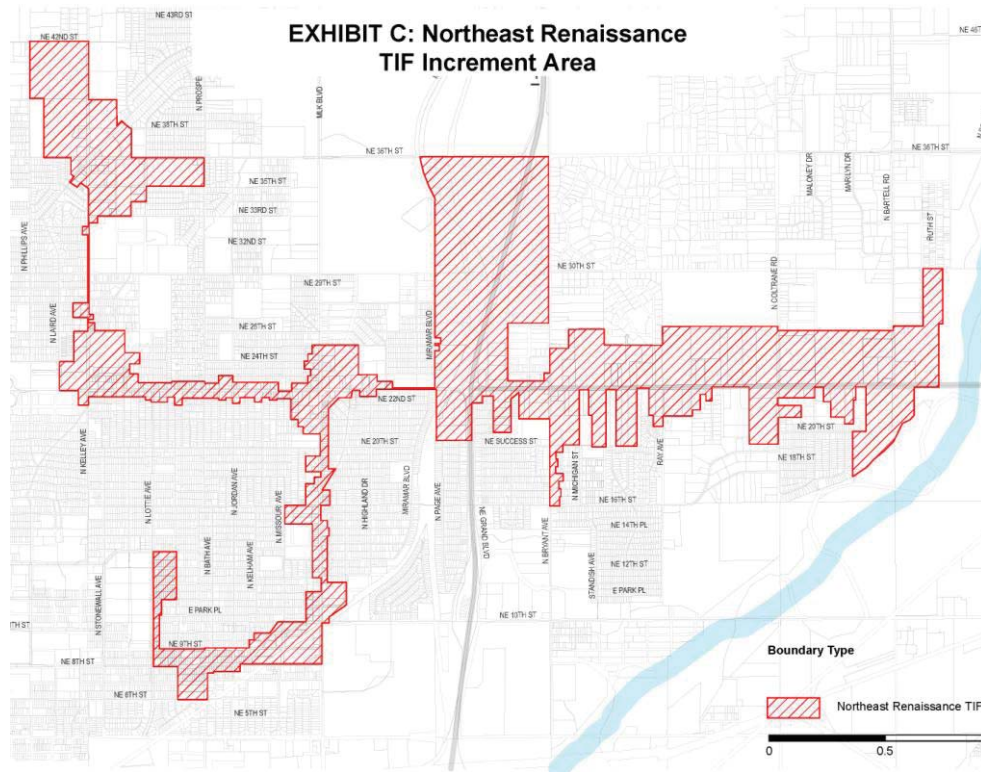 EXHIBIT C: Northeast Renaissance
TIF Increment Area
NE 43RD ST
NE 42ND ST
N PROSPE
MLK BLVD
NE 38TH ST
NE 36TH ST
NE 36TH ST
NE 35TH ST
NE 33RD ST
NE 32ND ST
N PHILLIPS AVE
MALONEY DR
MARILYN DR
N BARTELL RD
RUTH ST
NE 30TH ST
N COLTRANE RD
N LAIRD AVE
MIRAMAR BLVD
NE 24TH ST
NE 22ND ST
NE 20TH ST
NE SUCCESS ST
NE 20TH ST
NE 18TH ST
N KELLEY AVE
RAY AVE
N LOTTIE AVE
N JORDAN AVE
N MISSOURI AVE
N HIGHLAND DR
MIRAMAR BLVD
N PAGE AVE
N MICHIGAN ST
NE 16TH ST
NE 14TH PL
N BATH AVE
N KELHAM AVE
NE GRAND BLVD
N BRYANT AVE
STANDISH AVE
NE 12TH ST
E PARK PL
N STONEWALL AVE
E PARK PL
NE 10TH ST
TH ST
NE 9TH ST
NE 8TH ST
NE 6TH ST
NE 5TH ST
Boundary Type
Northeast Renaissance TIF
0
0.5